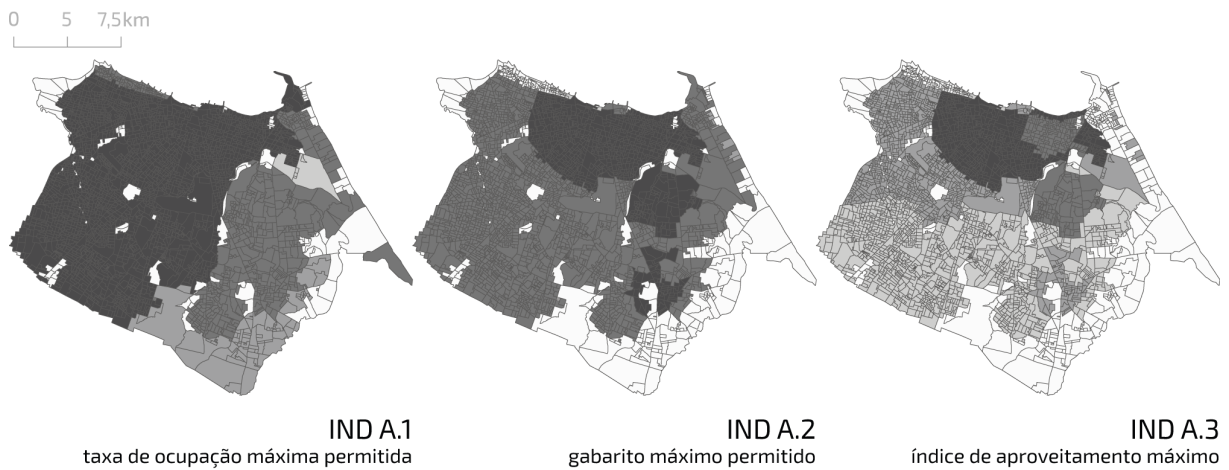 0 5 7,5km
IND A.1
taxa de ocupação máxima permitida
IND A.2
gabarito máximo permitido
IND A.3
índice de aproveitamento máximo